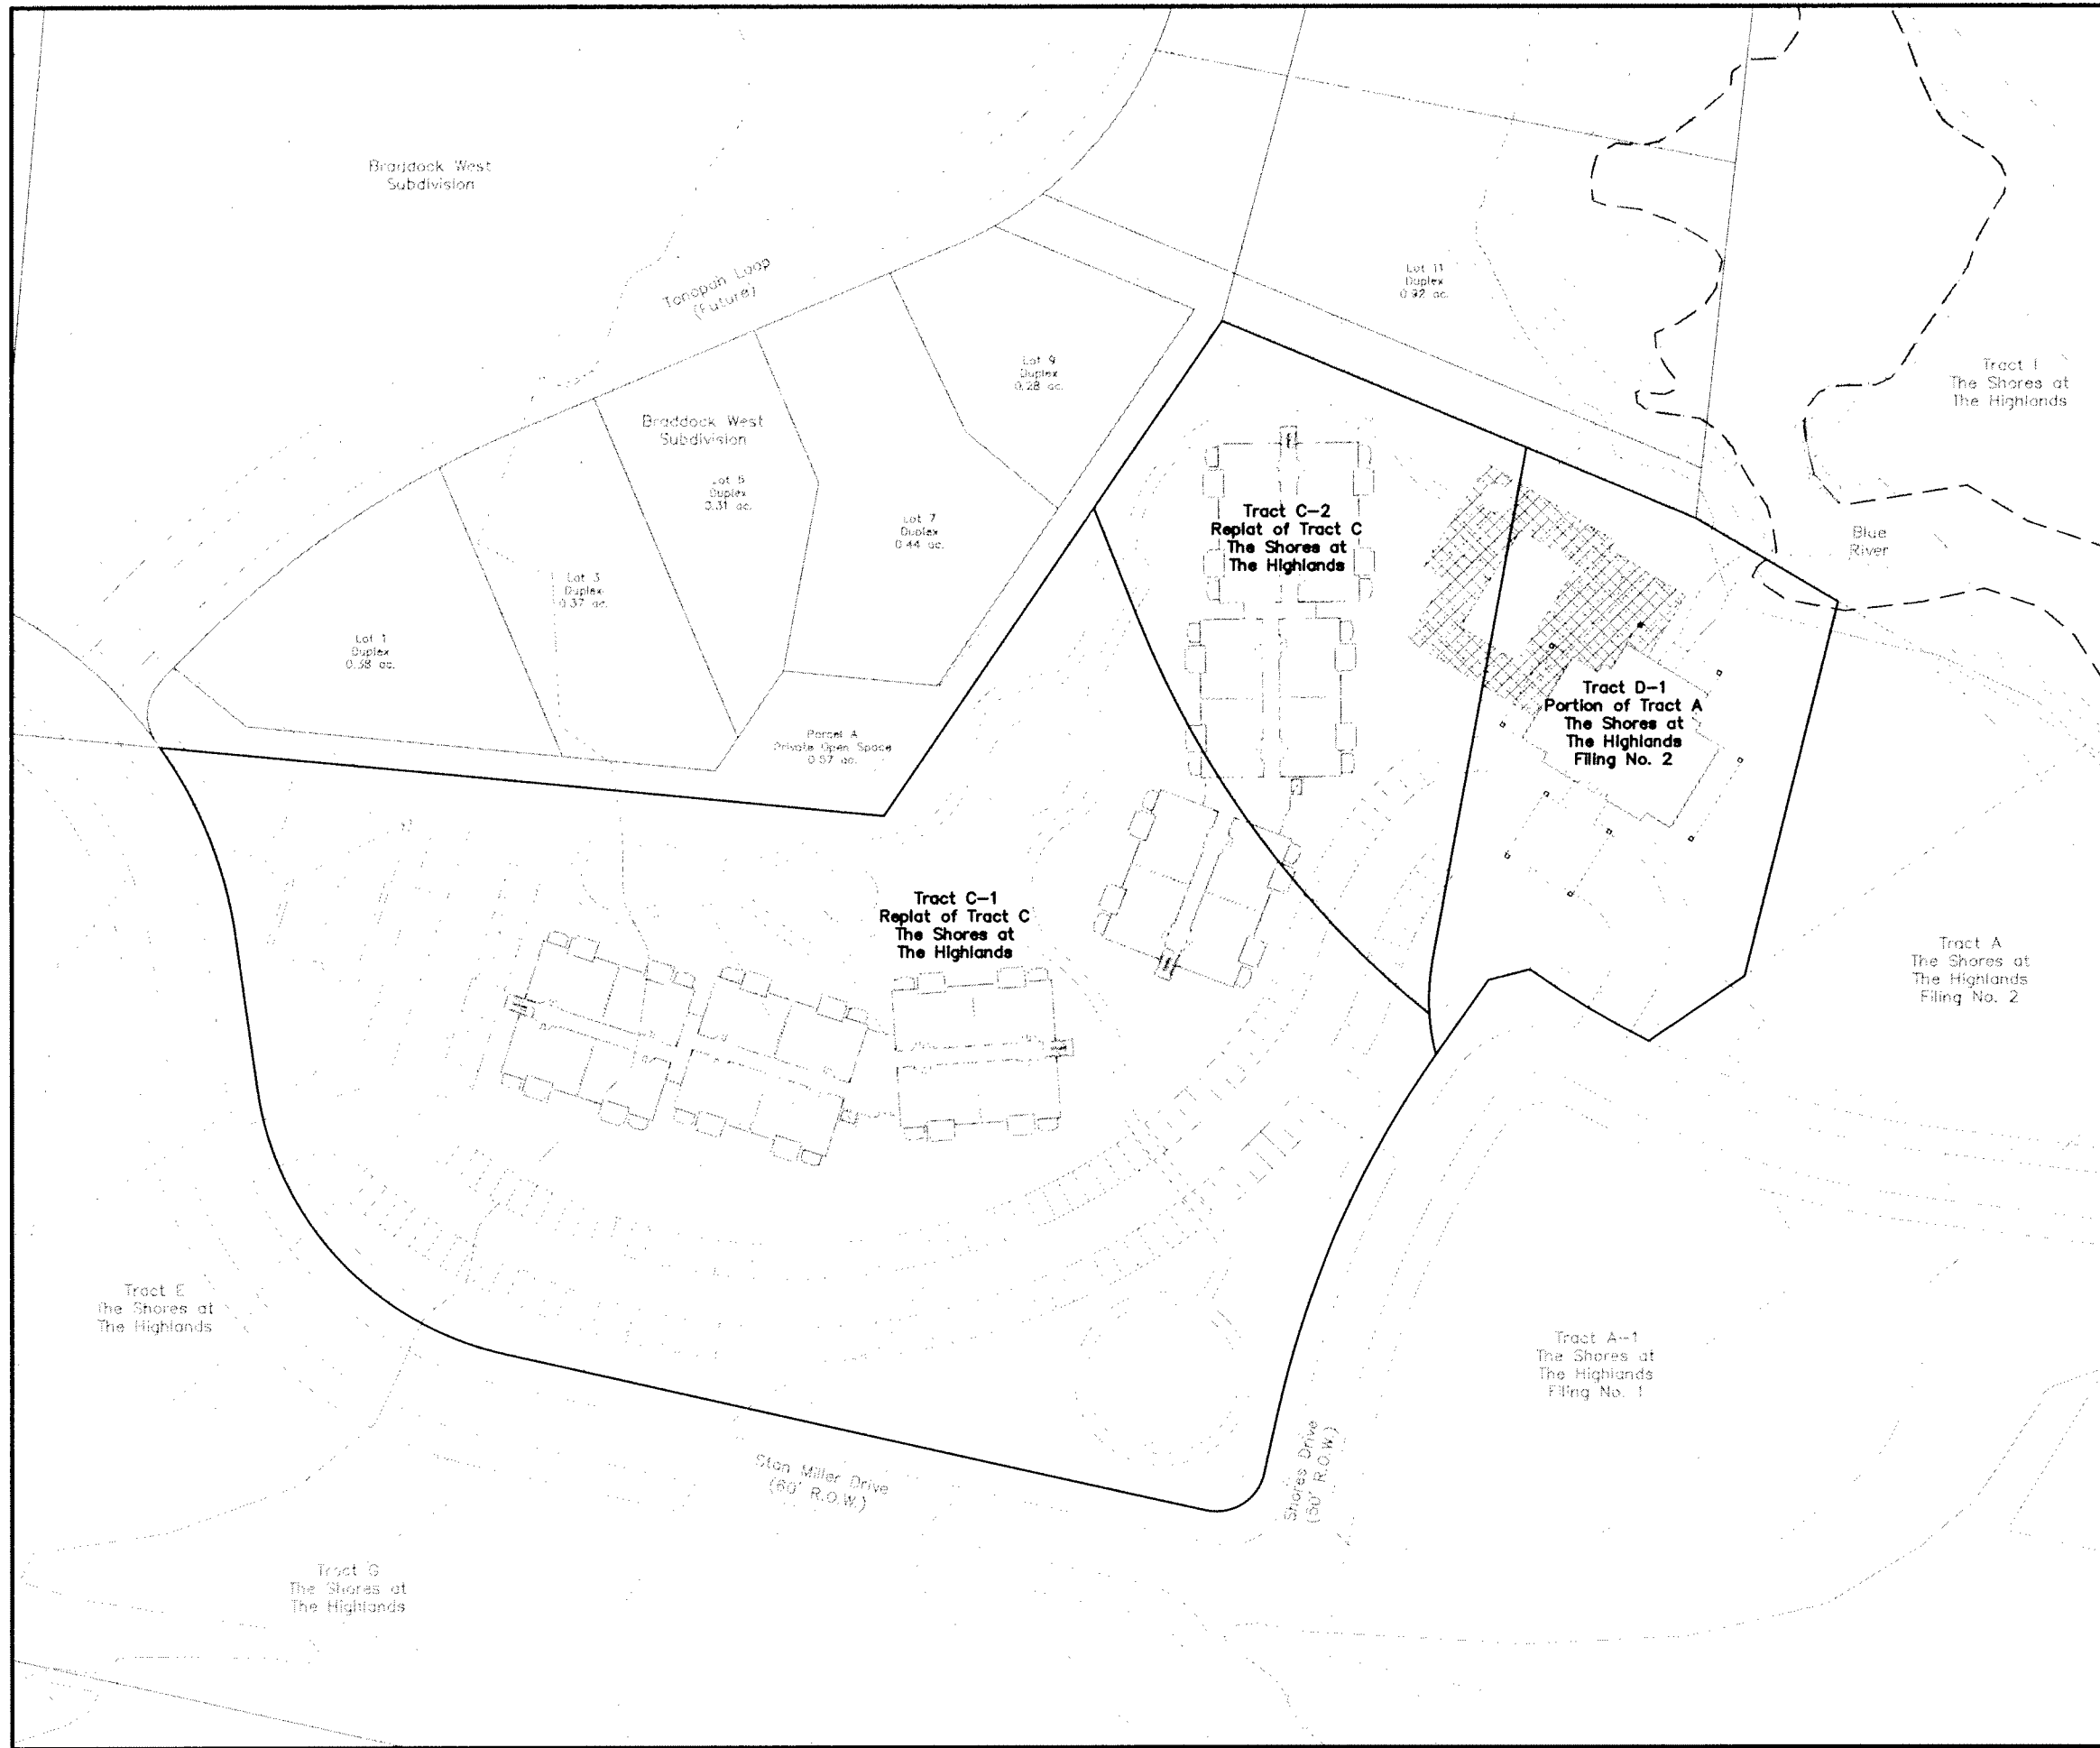 Braddock West
Subdivision
Tonopah Loop
(Future)
Lot 11
Duplex
0.92 ac.
Lot 9
Duplex
0.28 ac.
Tract I
The Shores at
The Highlands
Braddock West
Subdivision
Lot 5
Duplex
0.31 ac.
Lot 7
Duplex
0.44 ac.
Tract C-2
Replat of Tract C
The Shores at
The Highlands
Blue
River
Lot 3
Duplex
0.37 ac.
Lot 1
Duplex
0.38 ac.
Tract D-1
Portion of Tract A
The Shores at
The Highlands
Filing No. 2
Parcel A
Private Open Space
0.57 ac.
Tract C-1
Replat of Tract C
The Shores at
The Highlands
Tract A
The Shores at
The Highlands
Filing No. 2
Tract E
The Shores at
The Highlands
Tract A-1
The Shores at
The Highlands
Filing No. 1
Stan Miller Drive
(60' R.O.W.)
Shores Drive
R.O.W.)
Tract G
The Shores at
The Highlands